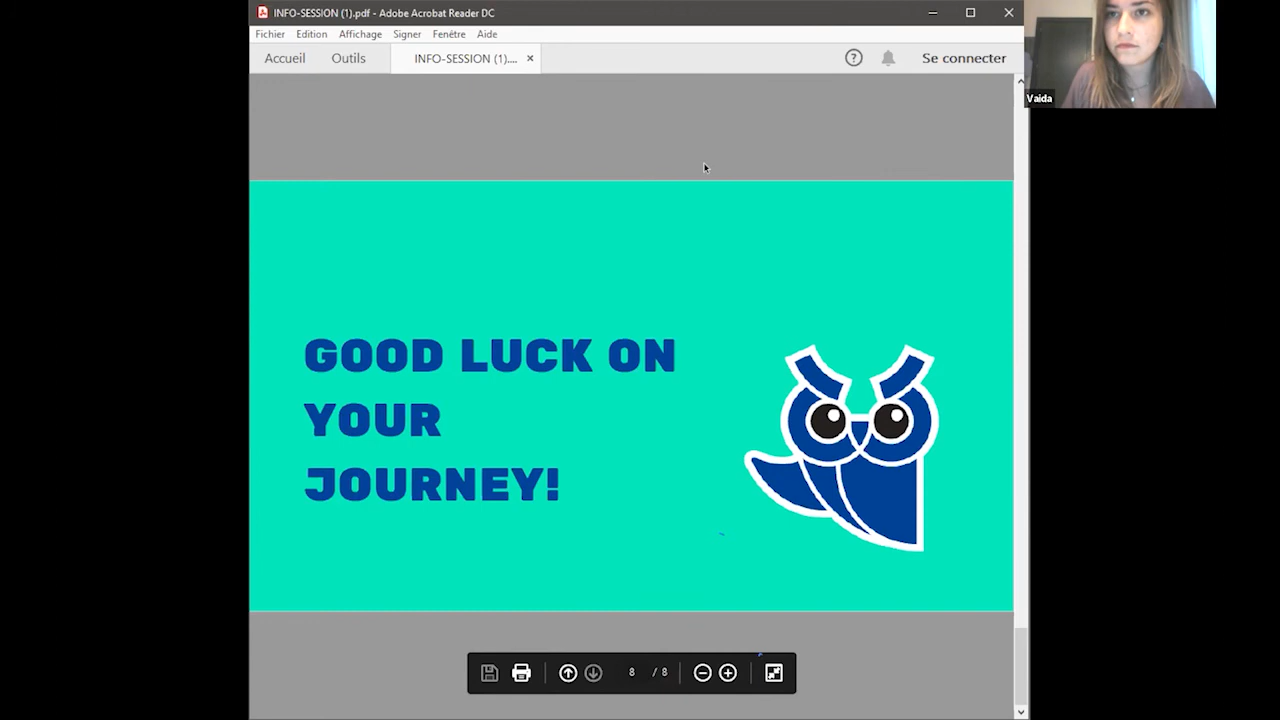 INFO-SESSION (1).pdf - Adobe Acrobat Reader DC
Fichier Edition Affichage Signer Fenêtre Aide
Accueil Outils INFO-SESSION (1).... × ? Se connecter
Vaida
GOOD LUCK ON
YOUR
JOURNEY!
8 / 8